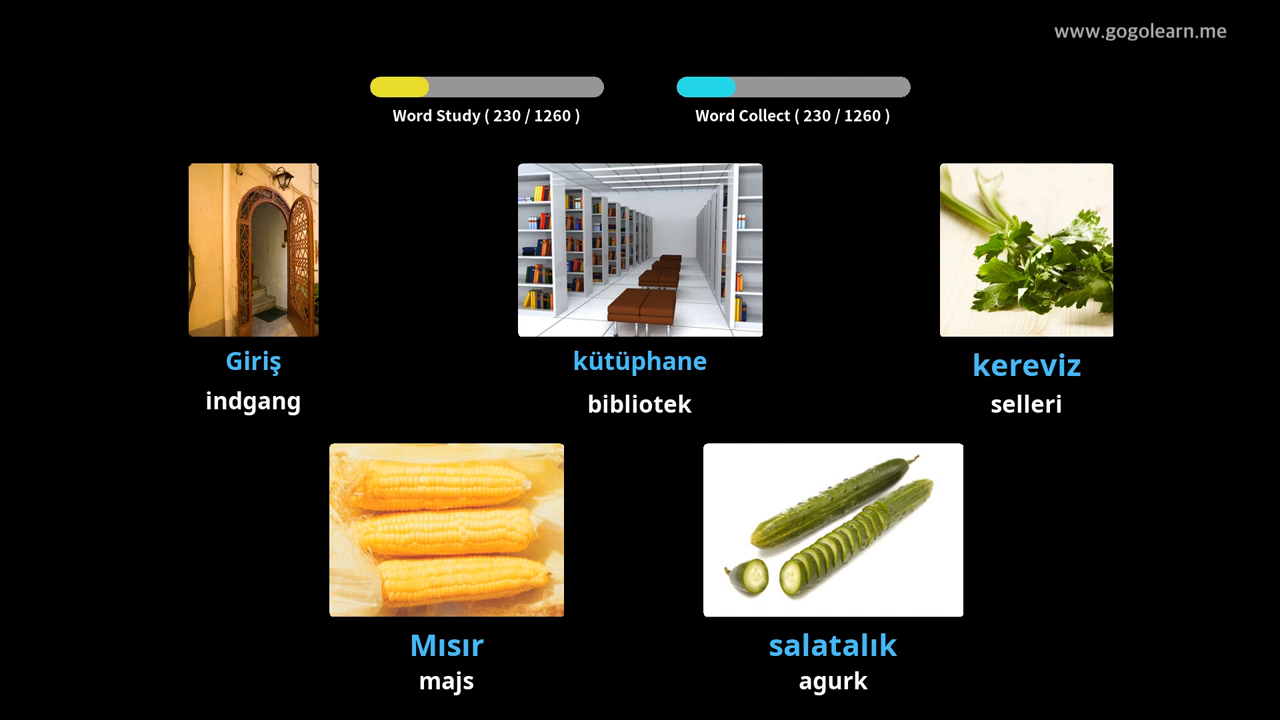 www.gogolearn.me
Word Study ( 230 / 1260 )
Word Collect ( 230 / 1260 )
Giriş
indgang
kütüphane
bibliotek
kereviz
selleri
Mısır
majs
salatalık
agurk